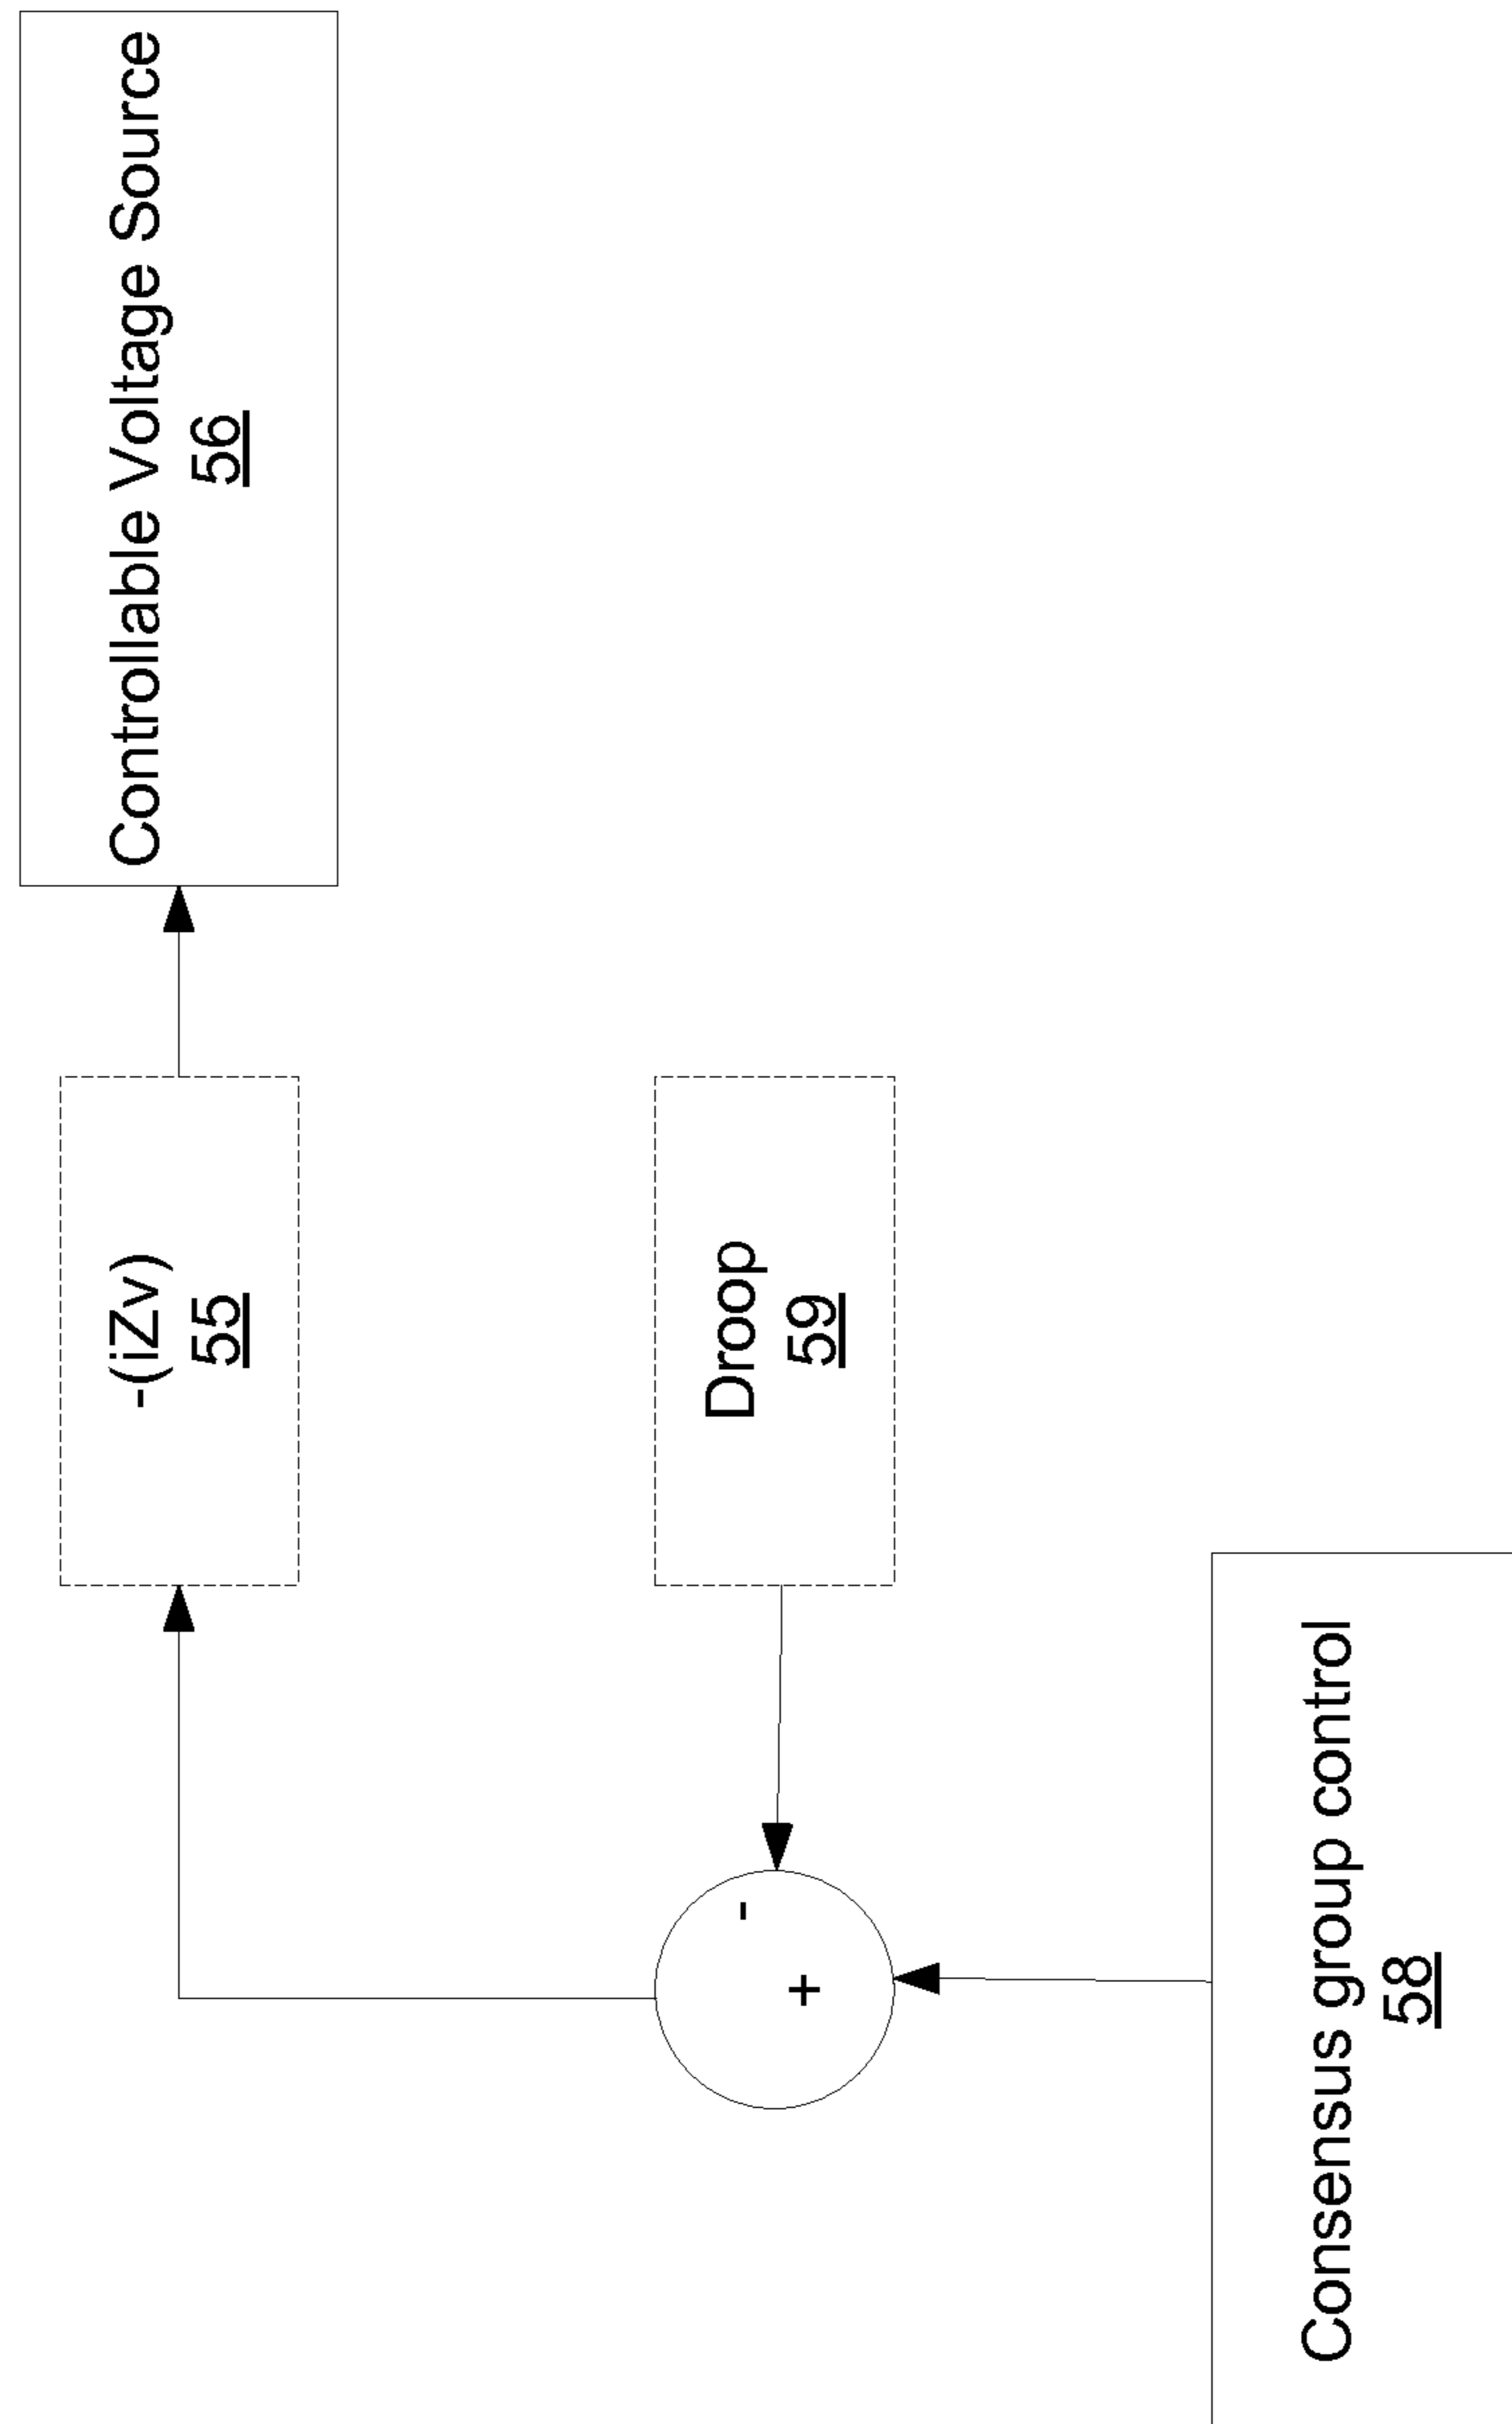 -(iZv)
55
Controllable Voltage Source
56
Droop
59
-
+
Consensus group control
58